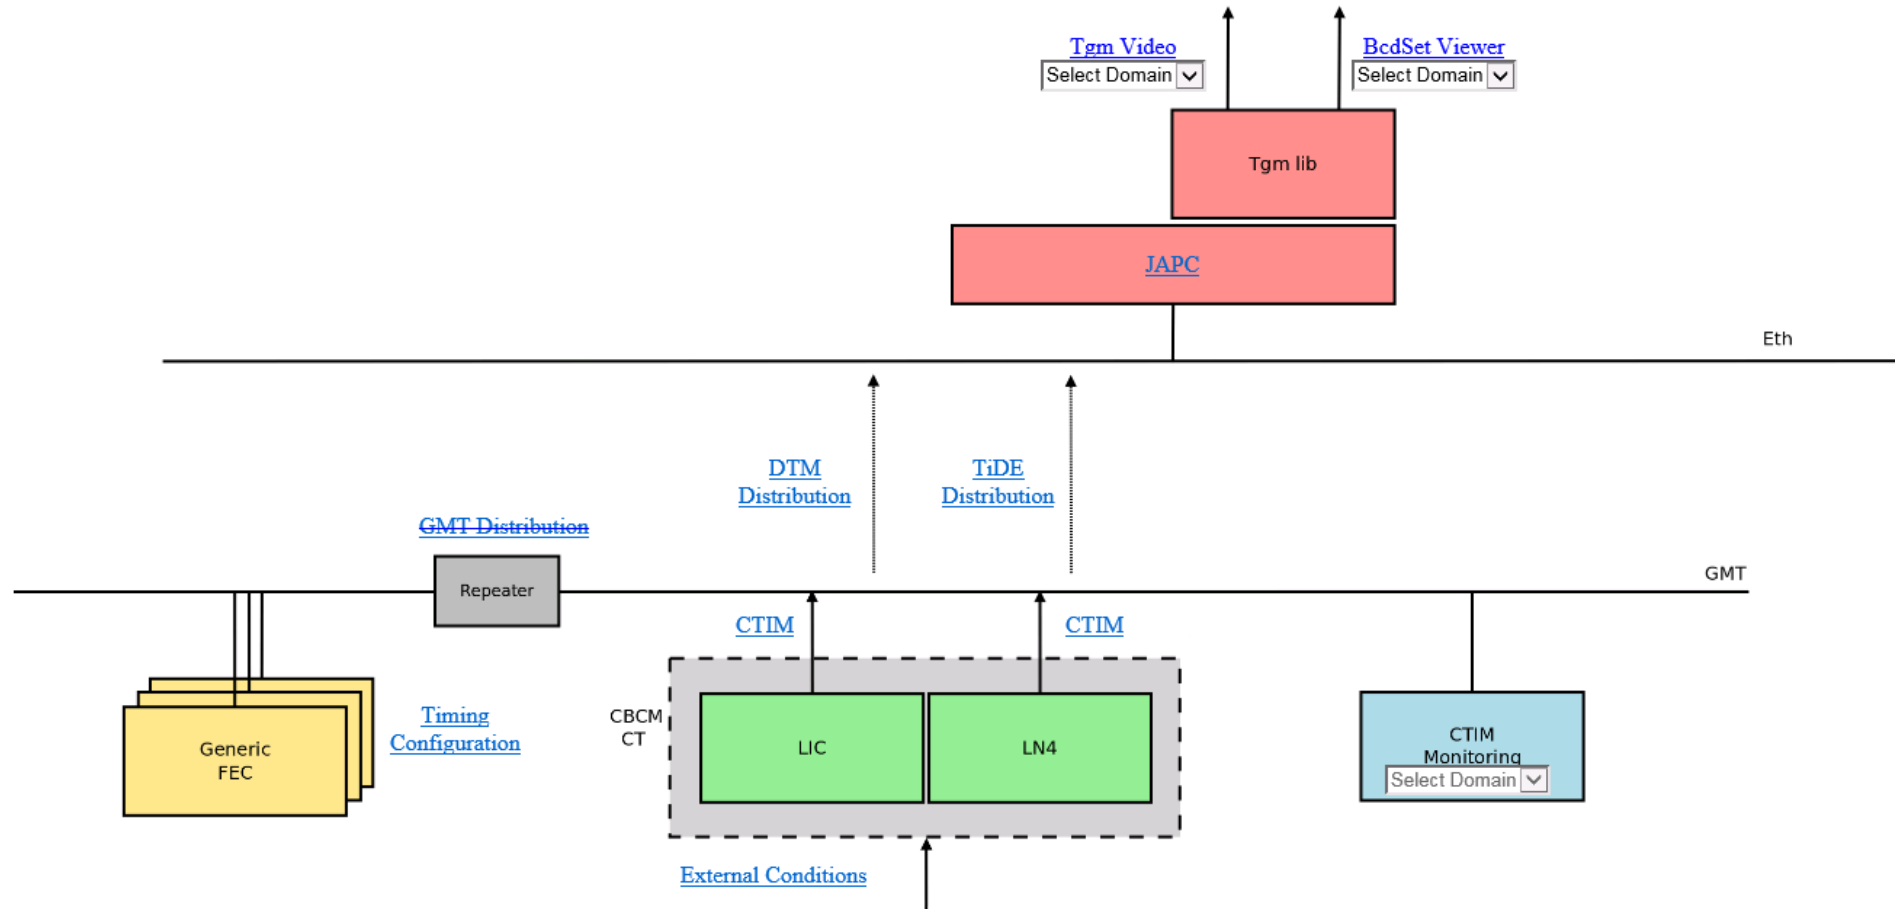 Tgm Video
BcdSet Viewer
Select Domain
Select Domain
Tgm lib
JAPC
Eth
DTM
Distribution
TiDE
Distribution
GMT Distribution
GMT
Repeater
CTIM
CTIM
Timing
Configuration
CBCM
CT
Generic
FEC
LIC
LN4
CTIM
Monitoring
Select Domain
External Conditions